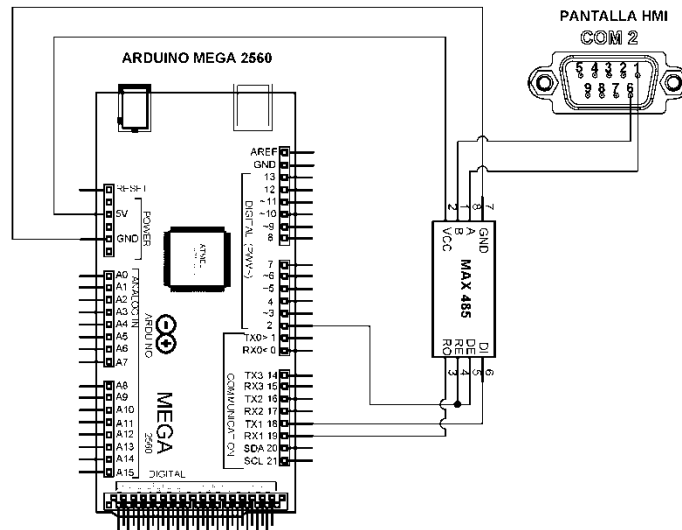 PANTALLA HMI
COM 2
5 4 3 2 1
9 8 7 6
ARDUINO MEGA 2560
AREF
GND
13
12
~11
~10
~9
8
7
~6
~5
4
~3
2
TX0> 1
RX0< 0
TX3 14
RX3 15
TX2 16
RX2 17
TX1 18
RX1 19
SDA 20
SCL 21
DIGITAL (PWM~)
COMMUNICATION
RESET
5V
GND
POWER
A0
A1
A2
A3
A4
A5
A6
A7
ANALOG IN
A8
A9
A10
A11
A12
A13
A14
A15
ATMEL
ARDUINO
MEGA
2560
DIGITAL
2 1 8 7
VCC B A GND
MAX 485
RO RE DE DI
3 4 5 6